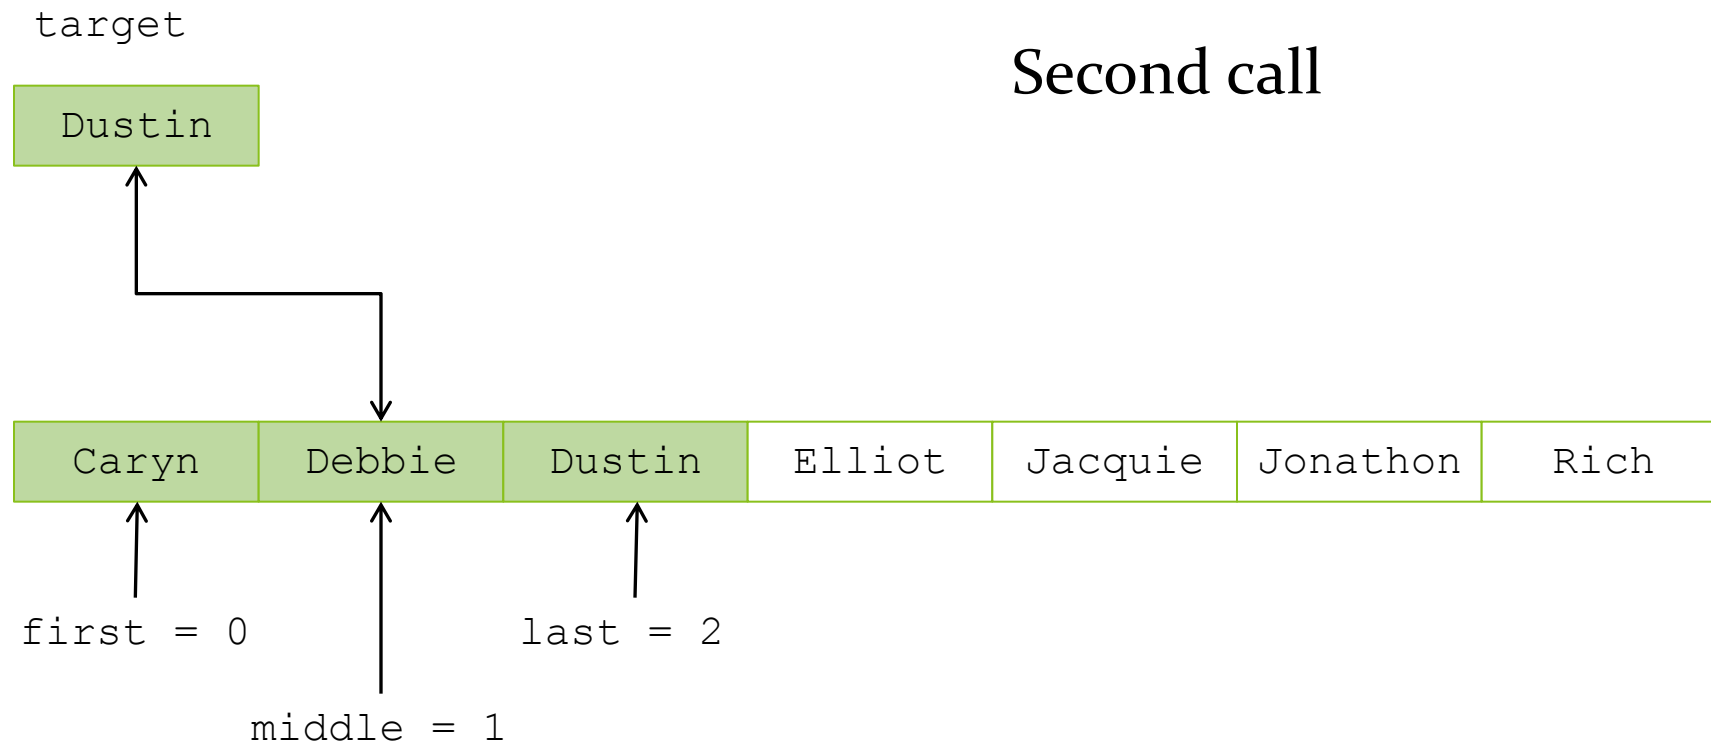 target
Second call
Dustin
Caryn Debbie Dustin Elliot Jacquie Jonathon Rich
first = 0 last = 2
middle = 1